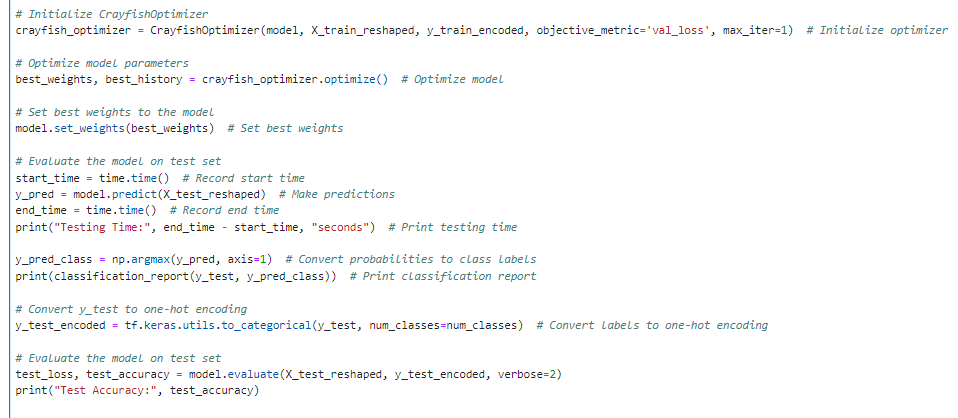 # Initialize CrayfishOptimizer
crayfish_optimizer = CrayfishOptimizer(model, X_train_reshaped, y_train_encoded, objective_metric='val_loss', max_iter=1)  # Initialize optimizer
# Optimize model parameters
best_weights, best_history = crayfish_optimizer.optimize()  # Optimize model
# Set best weights to the model
model.set_weights(best_weights)  # Set best weights
# Evaluate the model on test set
start_time = time.time()  # Record start time
y_pred = model.predict(X_test_reshaped)  # Make predictions
end_time = time.time()  # Record end time
print("Testing Time:", end_time - start_time, "seconds")  # Print testing time
y_pred_class = np.argmax(y_pred, axis=1)  # Convert probabilities to class labels
print(classification_report(y_test, y_pred_class))  # Print classification report
# Convert y_test to one-hot encoding
y_test_encoded = tf.keras.utils.to_categorical(y_test, num_classes=num_classes)  # Convert labels to one-hot encoding
# Evaluate the model on test set
test_loss, test_accuracy = model.evaluate(X_test_reshaped, y_test_encoded, verbose=2)
print("Test Accuracy:", test_accuracy)